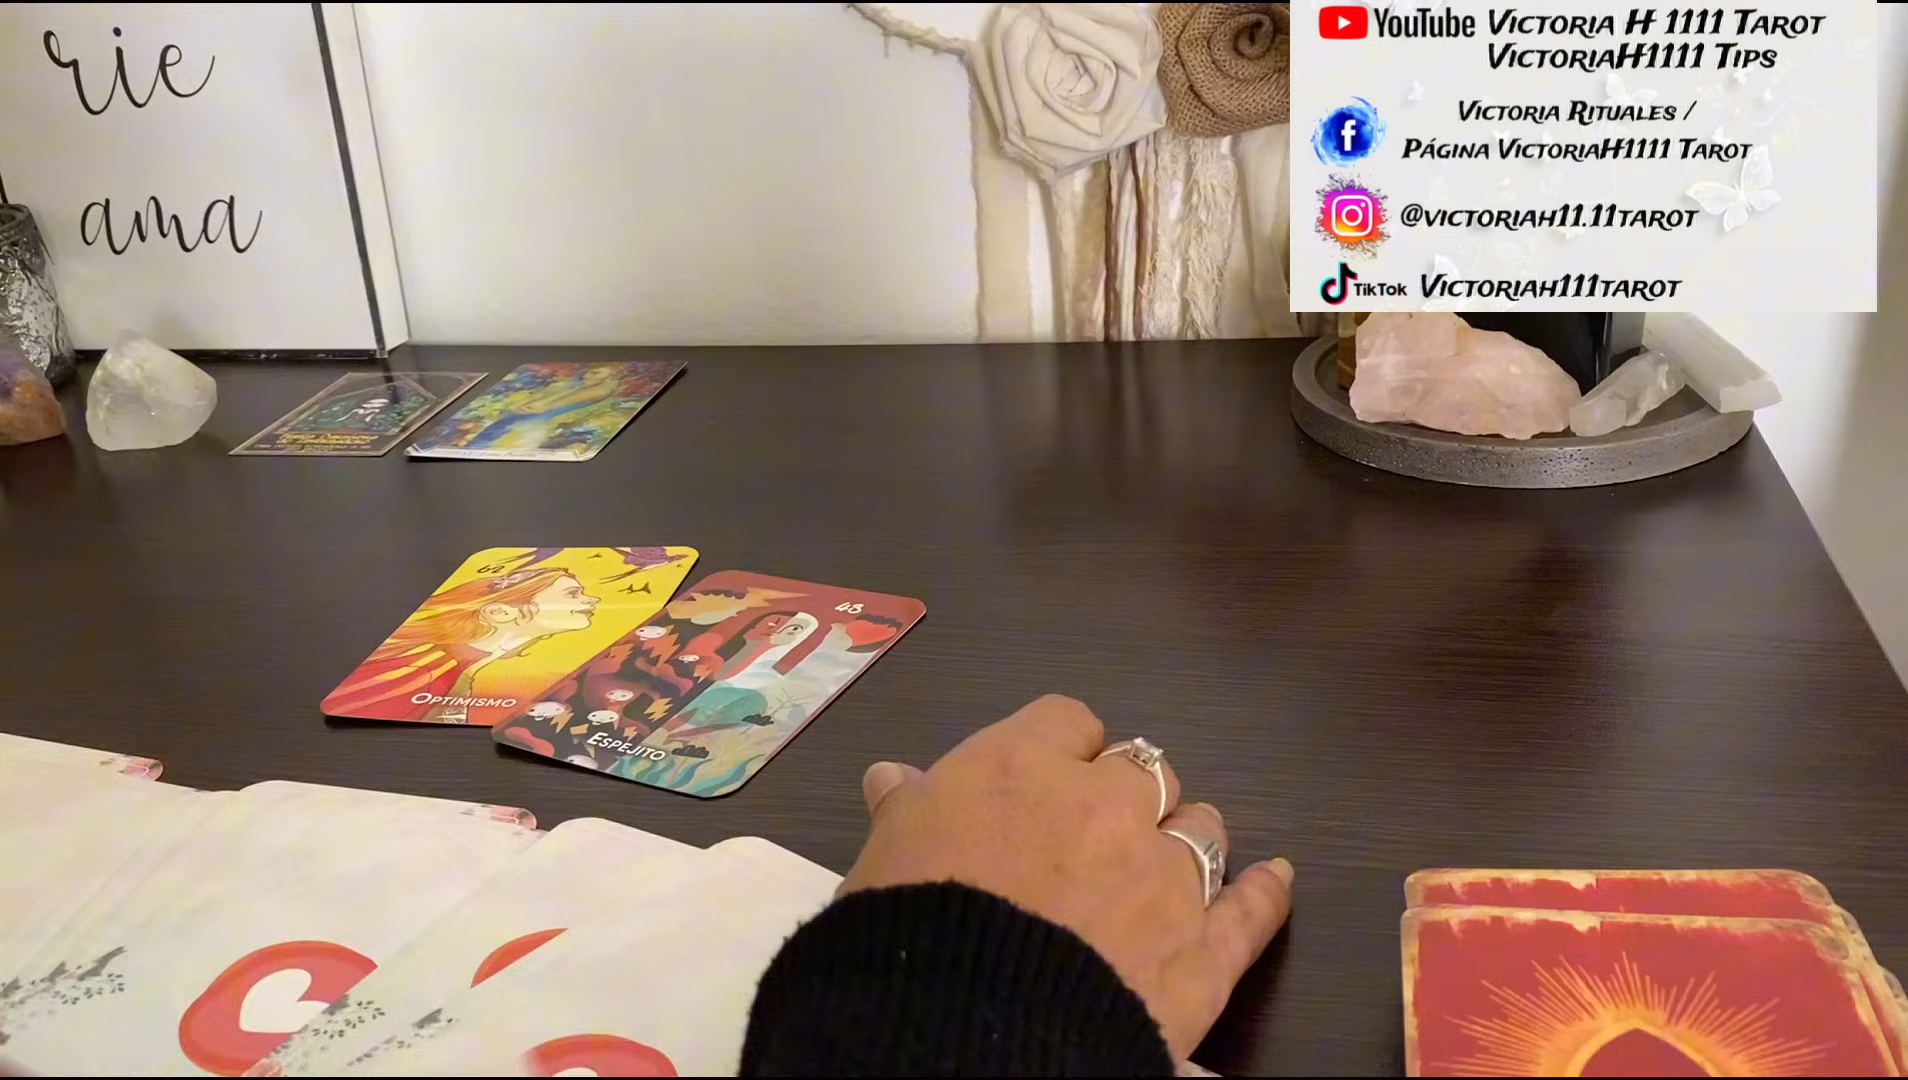 rie
ama
YouTube Victoria H 1111 Tarot
VictoriaH1111 Tips
Victoria Rituales /
Página VictoriaH1111 Tarot
@victoriah11.11tarot
TikTok Victoriah111tarot
62
Optimismo
48
Espejito